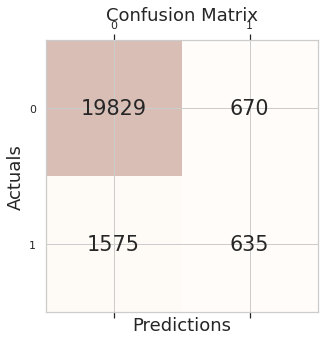 Confusion Matrix
0 1
0 19829 670
Actuals
1 1575 635
Predictions